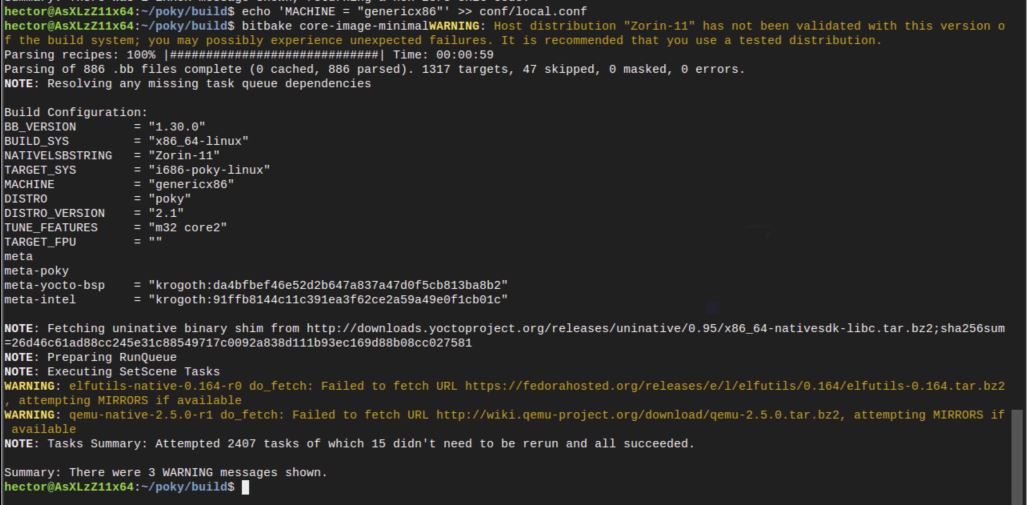 hector@AsXLzZ11x64:~/poky/build$ echo 'MACHINE = "genericx86"' >> conf/local.conf
hector@AsXLzZ11x64:~/poky/build$ bitbake core-image-minimalWARNING: Host distribution "Zorin-11" has not been validated with this version o
f the build system; you may possibly experience unexpected failures. It is recommended that you use a tested distribution.
Parsing recipes: 100% |#############################| Time: 00:00:59
Parsing of 886 .bb files complete (0 cached, 886 parsed). 1317 targets, 47 skipped, 0 masked, 0 errors.
NOTE: Resolving any missing task queue dependencies

Build Configuration:
BB_VERSION        = "1.30.0"
BUILD_SYS         = "x86_64-linux"
NATIVELSBSTRING   = "Zorin-11"
TARGET_SYS        = "i686-poky-linux"
MACHINE           = "genericx86"
DISTRO            = "poky"
DISTRO_VERSION    = "2.1"
TUNE_FEATURES     = "m32 core2"
TARGET_FPU        = ""
meta
meta-poky
meta-yocto-bsp    = "krogoth:da4bfbef46e52d2b647a837a47d0f5cb813ba8b2"
meta-intel        = "krogoth:91ffb8144c11c391ea3f62ce2a59a49e0f1cb01c"

NOTE: Fetching uninative binary shim from http://downloads.yoctoproject.org/releases/uninative/0.95/x86_64-nativesdk-libc.tar.bz2;sha256sum
=26d46c61ad88cc245e31c88549717c0092a838d111b93ec169d88b08cc027581
NOTE: Preparing RunQueue
NOTE: Executing SetScene Tasks
WARNING: elfutils-native-0.164-r0 do_fetch: Failed to fetch URL https://fedorahosted.org/releases/e/l/elfutils/0.164/elfutils-0.164.tar.bz2
, attempting MIRRORS if available
WARNING: qemu-native-2.5.0-r1 do_fetch: Failed to fetch URL http://wiki.qemu-project.org/download/qemu-2.5.0.tar.bz2, attempting MIRRORS if
 available
NOTE: Tasks Summary: Attempted 2407 tasks of which 15 didn't need to be rerun and all succeeded.

Summary: There were 3 WARNING messages shown.
hector@AsXLzZ11x64:~/poky/build$